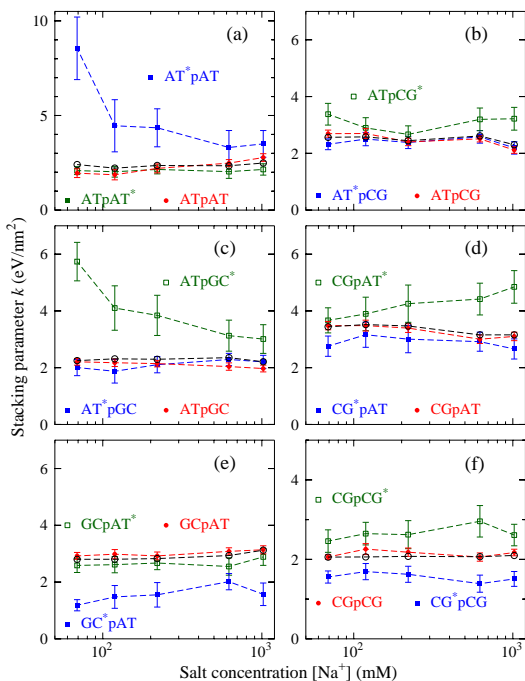 10
(a)
AT*pAT
5
ATpAT*
ATpAT
0
6
(b)
ATpCG*
4
2
AT*pCG
ATpCG
0
6
(c)
ATpGC*
4
2
AT*pGC
ATpGC
0
6
(d)
CGpAT*
4
2
CG*pAT
CGpAT
0
6
(e)
GCpAT*
GCpAT
4
2
GC*pAT
0
10²
10³
6
(f)
CGpCG*
4
2
CGpCG
CG*pCG
0
10²
10³
Stacking parameter k (eV/nm²)
Salt concentration [Na⁺] (mM)